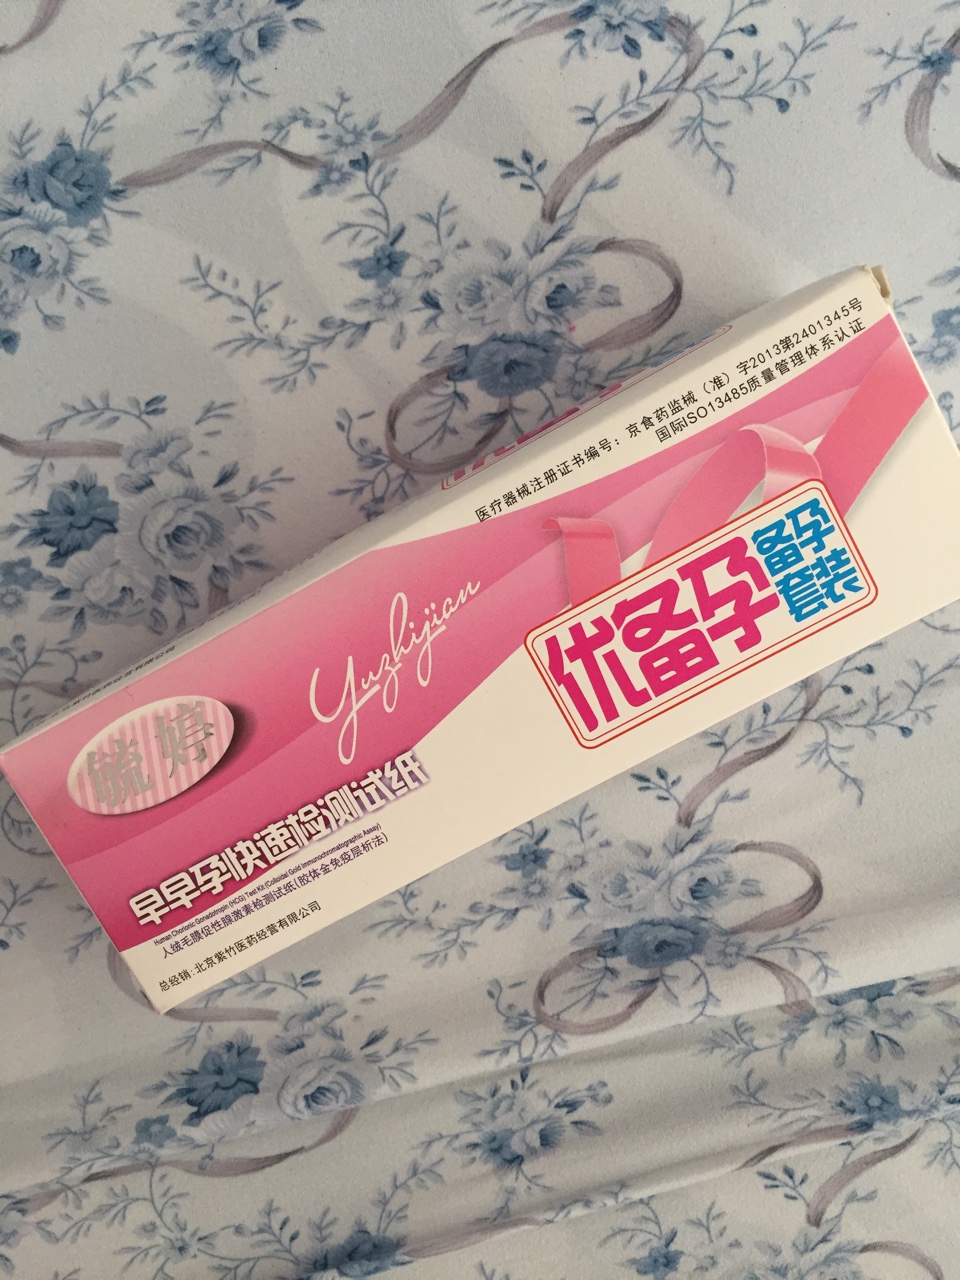 医疗器械注册证书编号：京食药监械（准）字2013第2401345号
国际ISO13485质量管理体系认证
优备孕
备孕
套装
Yuzhijian
毓婷
早早孕快速检测试纸
Human Chorionic Gonadotropin (HCG) Test Kit (Colloidal Gold Immunochromatographic Assay)
人绒毛膜促性腺激素检测试纸(胶体金免疫层析法)
总经销:北京紫竹医药经营有限公司